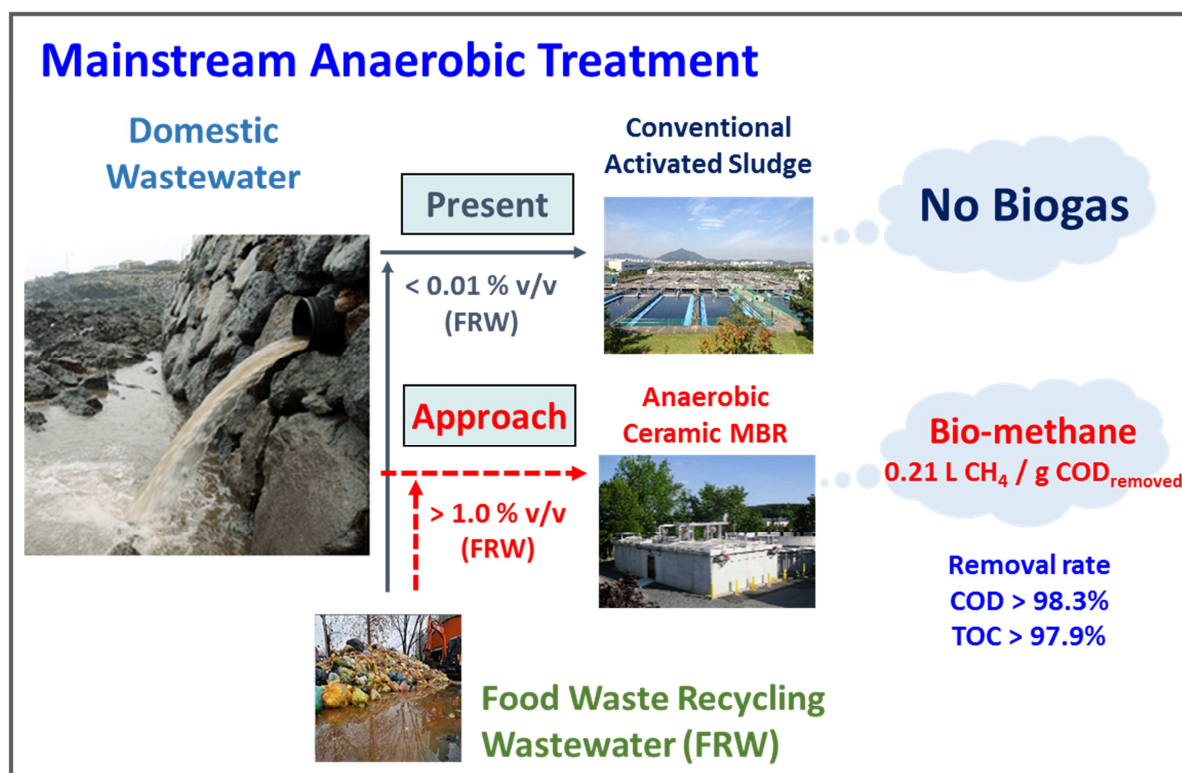 Mainstream Anaerobic Treatment
Domestic
Wastewater
Present
< 0.01 % v/v
(FRW)
Conventional
Activated Sludge
No Biogas
Approach
> 1.0 % v/v
(FRW)
Anaerobic
Ceramic MBR
Bio-methane
0.21 L CH₄ / g COD_removed
Removal rate
COD > 98.3%
TOC > 97.9%
Food Waste Recycling
Wastewater (FRW)